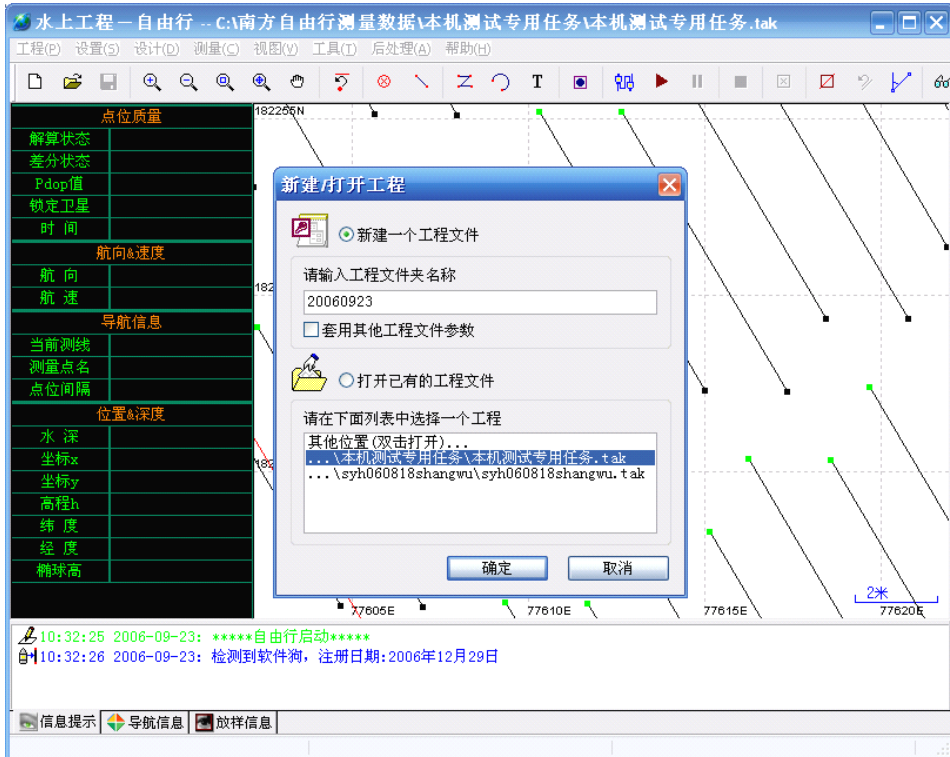 水上工程－自由行 -- C:\南方自由行测量数据\本机测试专用任务\本机测试专用任务.tak
工程(P) 设置(S) 设计(D) 测量(C) 视图(V) 工具(T) 后处理(A) 帮助(H)
T
点位质量
解算状态
差分状态
Pdop值
锁定卫星
时 间
航向&速度
航 向
航 速
导航信息
当前测线
测量点名
点位间隔
位置&深度
水 深
坐标x
坐标y
高程h
纬 度
经 度
椭球高
182255N
182
182
新建/打开工程
新建一个工程文件
请输入工程文件夹名称
20060923
套用其他工程文件参数
打开已有的工程文件
请在下面列表中选择一个工程
其他位置(双击打开)...
...\本机测试专用任务\本机测试专用任务.tak
...\syh060818shangwu\syh060818shangwu.tak
确定
取消
2米
77605E
77610E
77615E
77620E
10:32:25 2006-09-23: *****自由行启动*****
10:32:26 2006-09-23: 检测到软件狗，注册日期:2006年12月29日
信息提示
导航信息
放样信息